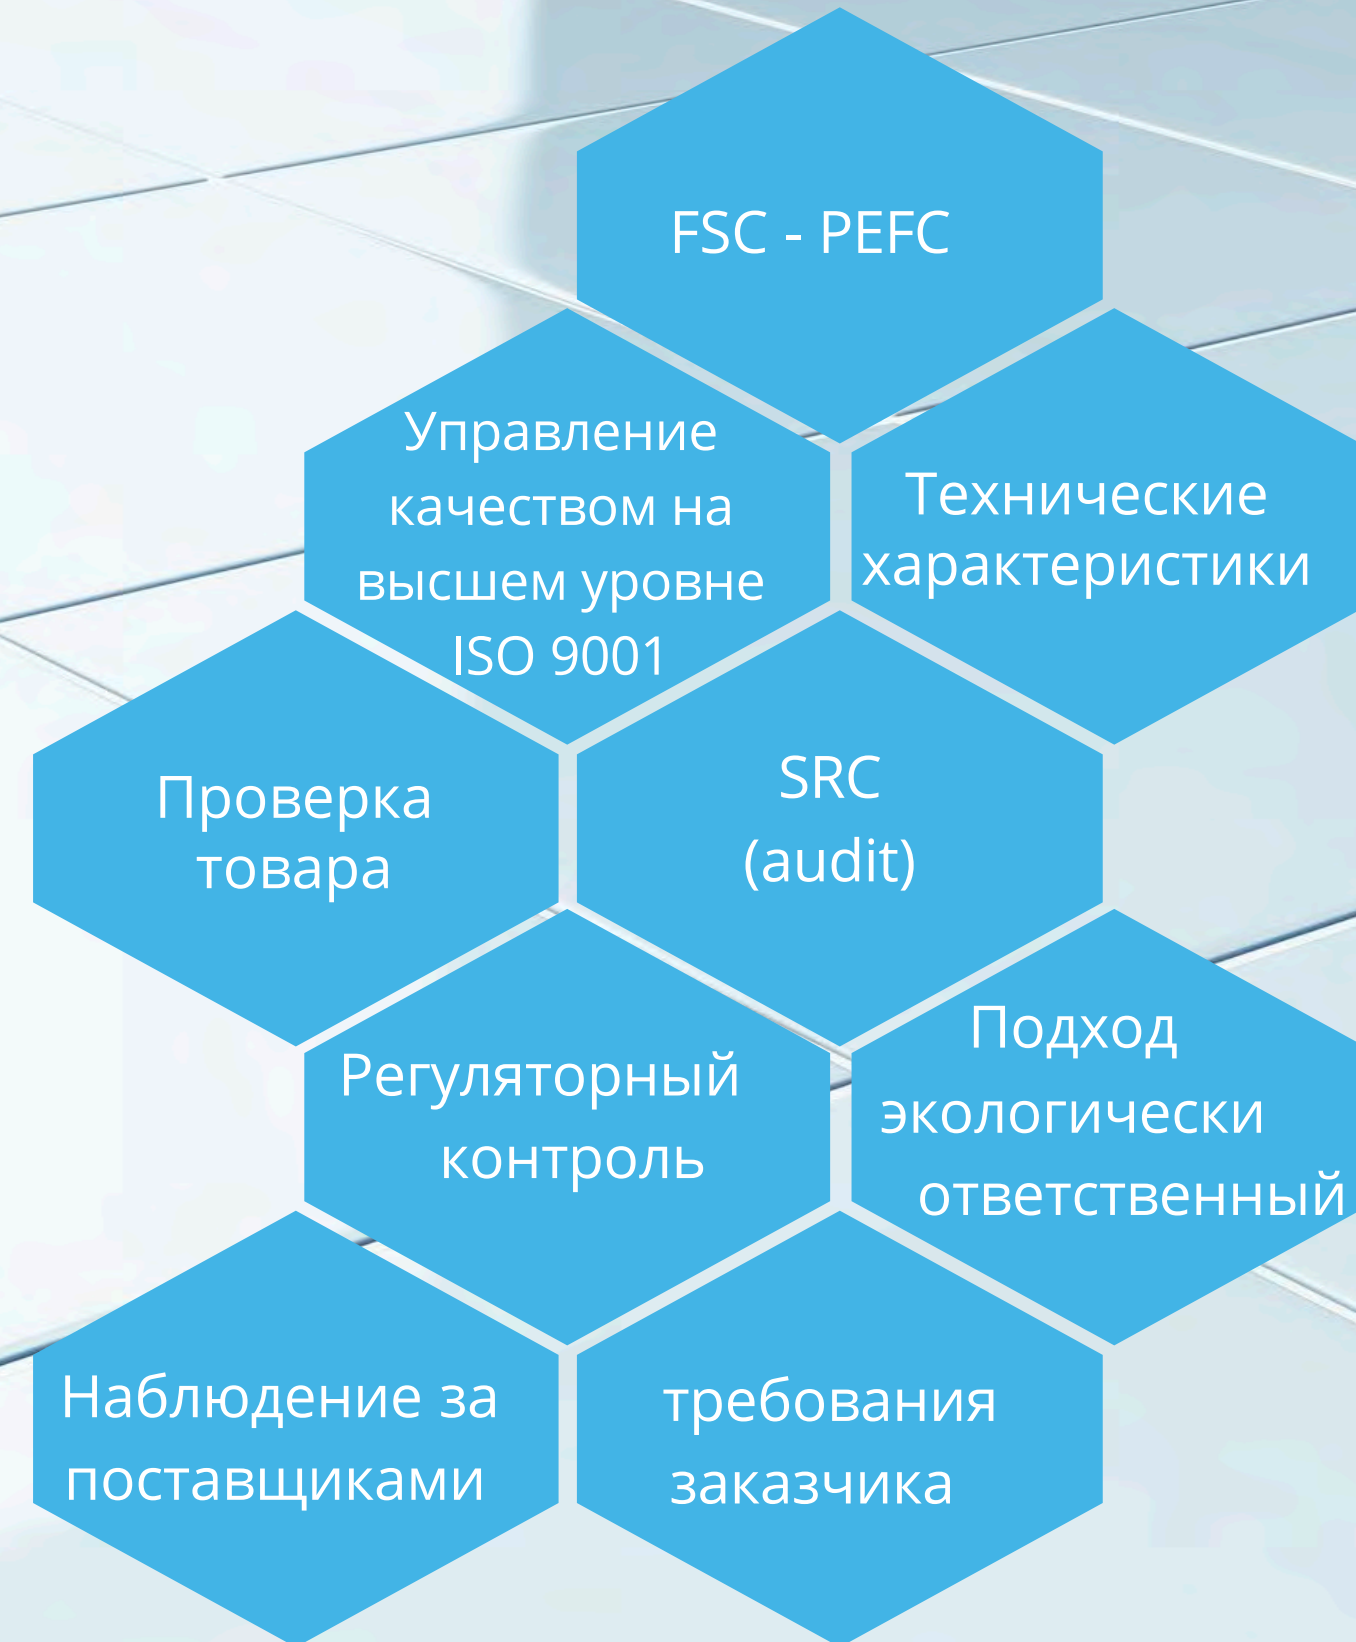 FSC - PEFC
Управление
качеством на
высшем уровне
ISO 9001
Технические
характеристики
Проверка
товара
SRC
(audit)
Регуляторный
контроль
Подход
экологически
ответственный
Наблюдение за
поставщиками
требования
заказчика